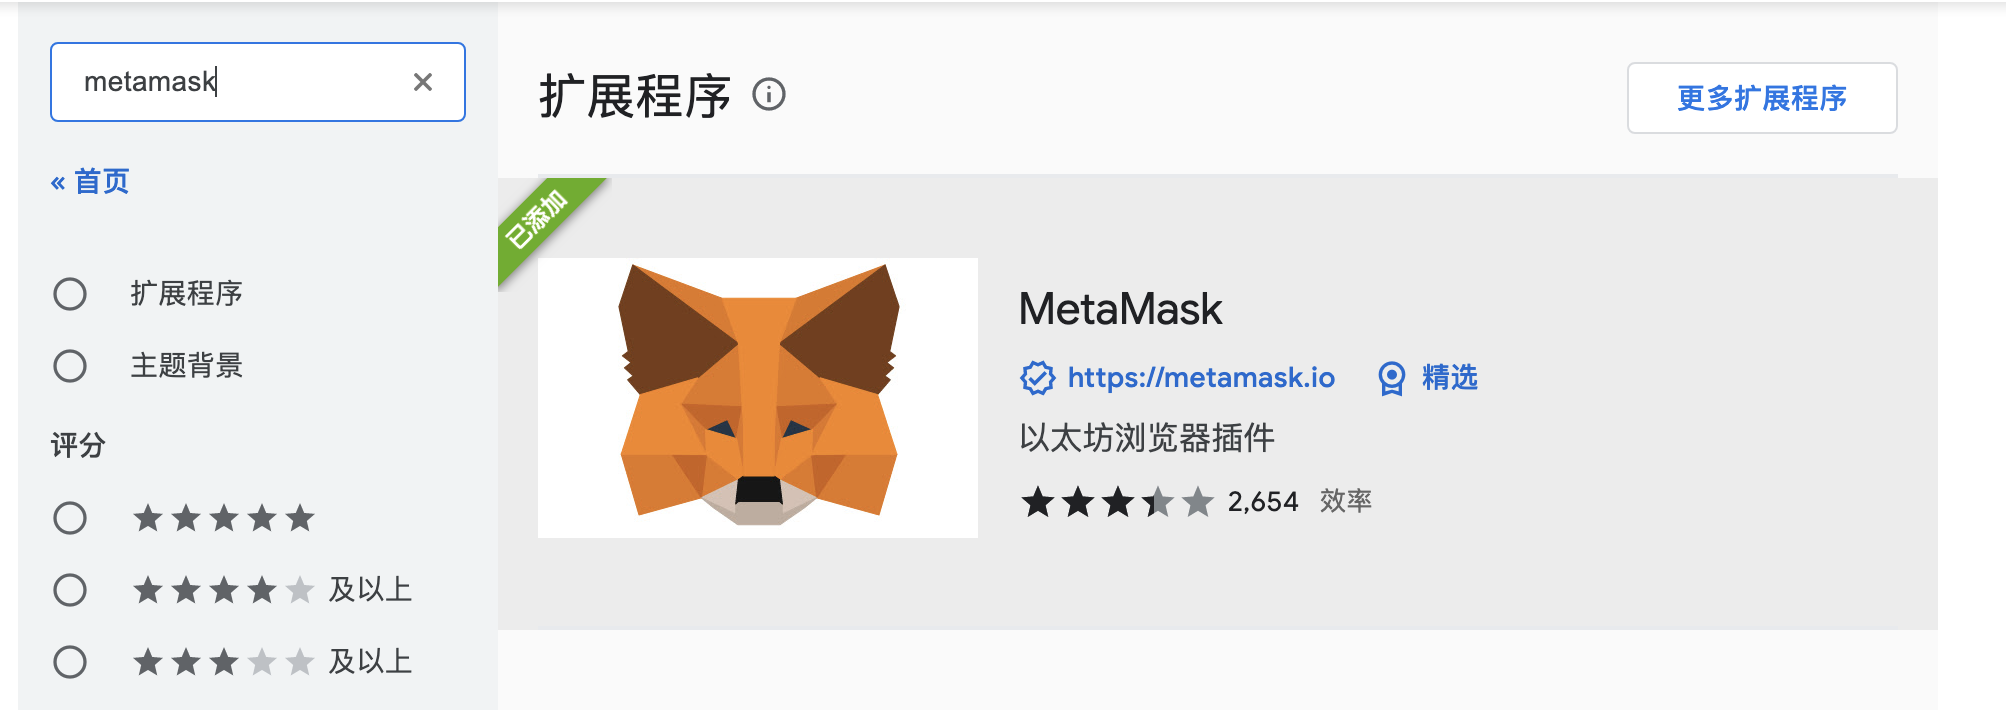 metamask
« 首页
扩展程序
主题背景
评分
及以上
及以上
扩展程序
更多扩展程序
已添加
MetaMask
https://metamask.io 精选
以太坊浏览器插件
2,654 效率